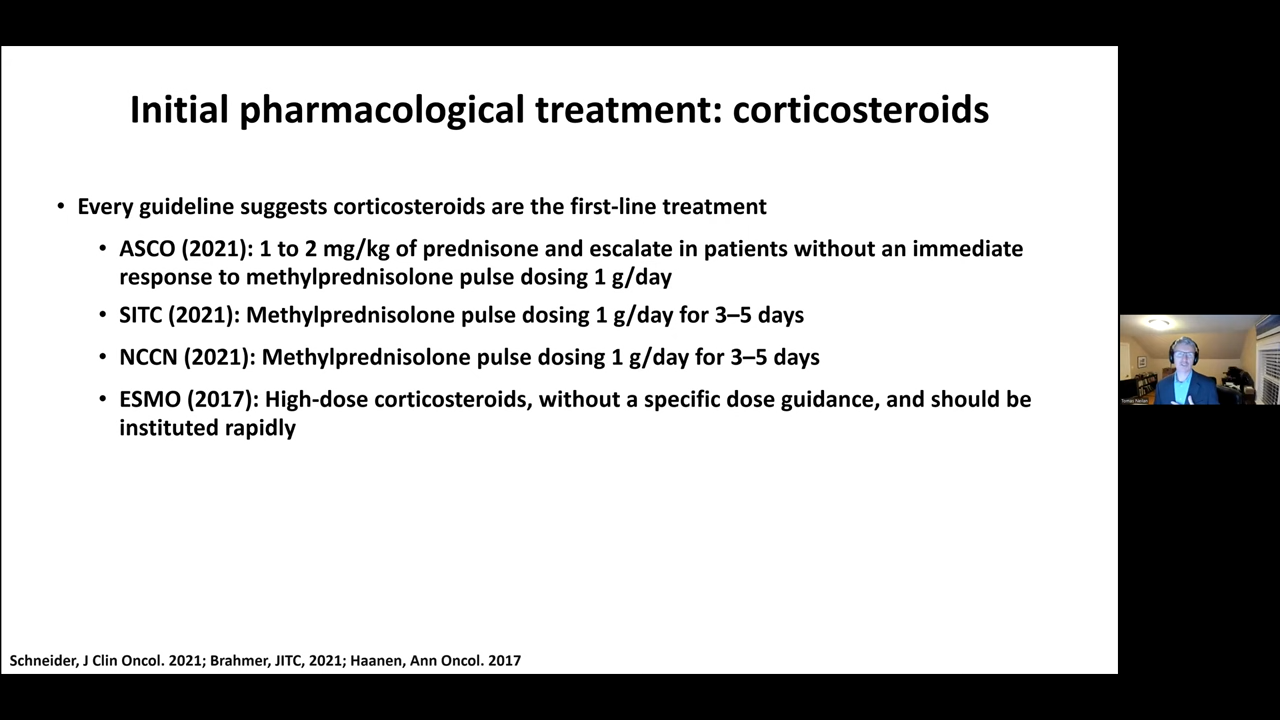 Initial pharmacological treatment: corticosteroids
• Every guideline suggests corticosteroids are the first-line treatment
• ASCO (2021): 1 to 2 mg/kg of prednisone and escalate in patients without an immediate
response to methylprednisolone pulse dosing 1 g/day
• SITC (2021): Methylprednisolone pulse dosing 1 g/day for 3–5 days
• NCCN (2021): Methylprednisolone pulse dosing 1 g/day for 3–5 days
• ESMO (2017): High-dose corticosteroids, without a specific dose guidance, and should be
instituted rapidly
Schneider, J Clin Oncol. 2021; Brahmer, JITC, 2021; Haanen, Ann Oncol. 2017